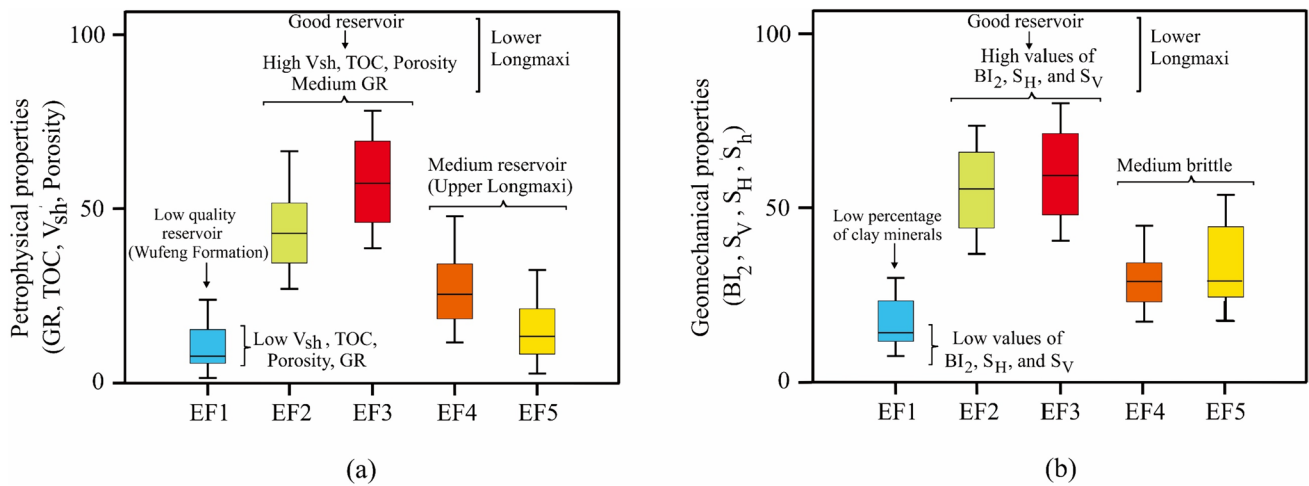 Good reservoir
High Vsh, TOC, Porosity
Medium GR
Lower
Longmaxi
Petrophysical properties
(GR, TOC, Vsh, Porosity)
100
50
0
Low quality
reservoir
(Wufeng Formation)
Medium reservoir
(Upper Longmaxi)
Low Vsh , TOC,
Porosity, GR
EF1 EF2 EF3 EF4 EF5
(a)
Good reservoir
High values of
BI2, SH, and SV
Lower
Longmaxi
Geomechanical properties
(BI2, SV, SH, Sh)
100
50
0
Low percentage
of clay minerals
Medium brittle
Low values of
BI2, SH, and SV
EF1 EF2 EF3 EF4 EF5
(b)